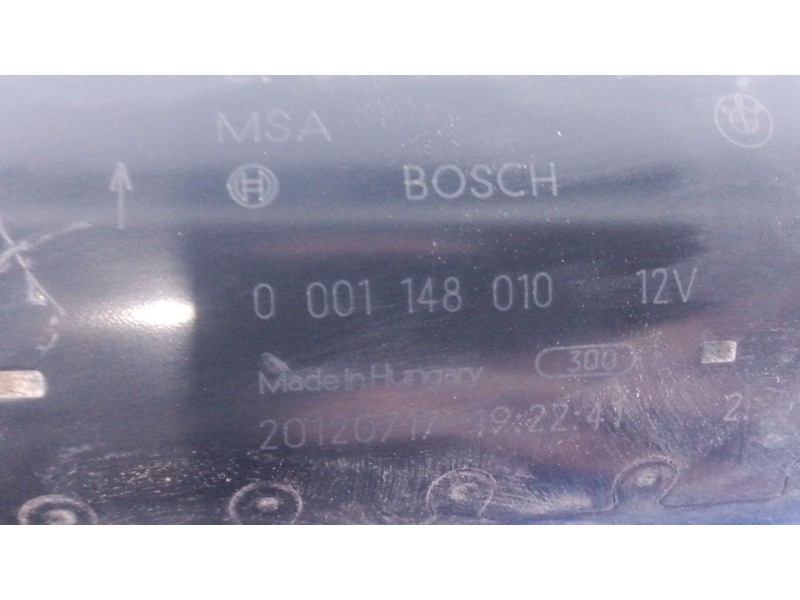 MSA
BOSCH
0 001 148 010 12V
Made in Hungary 300
20120717 19:22:41 2